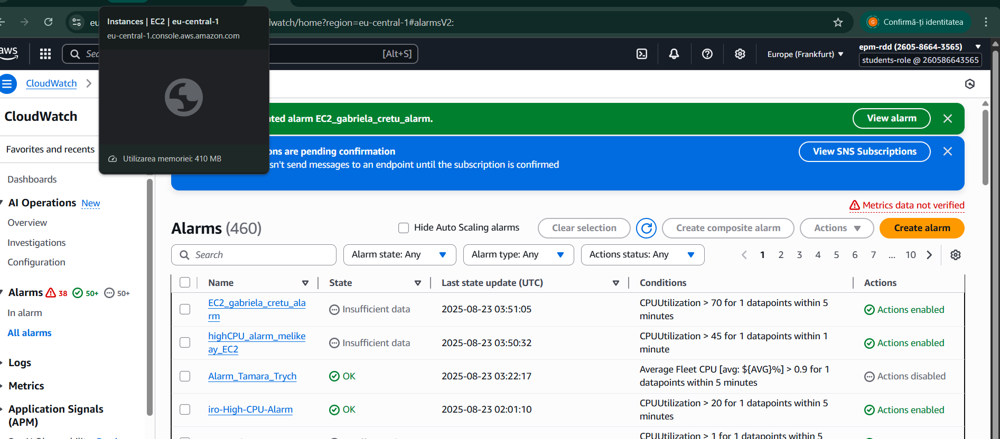 Instances | EC2 | eu-central-1
eu-central-1.console.aws.amazon.com
Utilizarea memoriei: 410 MB
eu
lwatch/home?region=eu-central-1#alarmsV2:
G Confirmă-ți identitatea
aws
[Alt+S]
Europe (Frankfurt)
epm-rdd (2605-8664-3565)
students-role @ 260586643565
CloudWatch
CloudWatch
Favorites and recents
Dashboards
AI Operations New
Overview
Investigations
Configuration
Alarms 38 50+ 50+
In alarm
All alarms
Logs
Metrics
Application Signals
(APM)
alarm EC2_gabriela_cretu_alarm.
View alarm
are pending confirmation
send messages to an endpoint until the subscription is confirmed
View SNS Subscriptions
Metrics data not verified
Alarms (460)
Hide Auto Scaling alarms
Clear selection
Create composite alarm
Actions
Create alarm
Search
Alarm state: Any
Alarm type: Any
Actions status: Any
1 2 3 4 5 6 7 ... 10
Name State Last state update (UTC) Conditions Actions
EC2_gabriela_cretu_ala
rm
Insufficient data
2025-08-23 03:51:05
CPUUtilization > 70 for 1 datapoints within 5
minutes
Actions enabled
highCPU_alarm_melike
ay_EC2
Insufficient data
2025-08-23 03:50:32
CPUUtilization > 45 for 1 datapoints within 1
minute
Actions enabled
Alarm_Tamara_Trych
OK
2025-08-23 03:22:17
Average Fleet CPU [avg: ${AVG}%] > 0.9 for 1
datapoints within 5 minutes
Actions disabled
iro-High-CPU-Alarm
OK
2025-08-23 02:01:10
CPUUtilization > 20 for 1 datapoints within 5
minutes
Actions enabled
CPUUtilization > 1 for 1 datapoints within 5